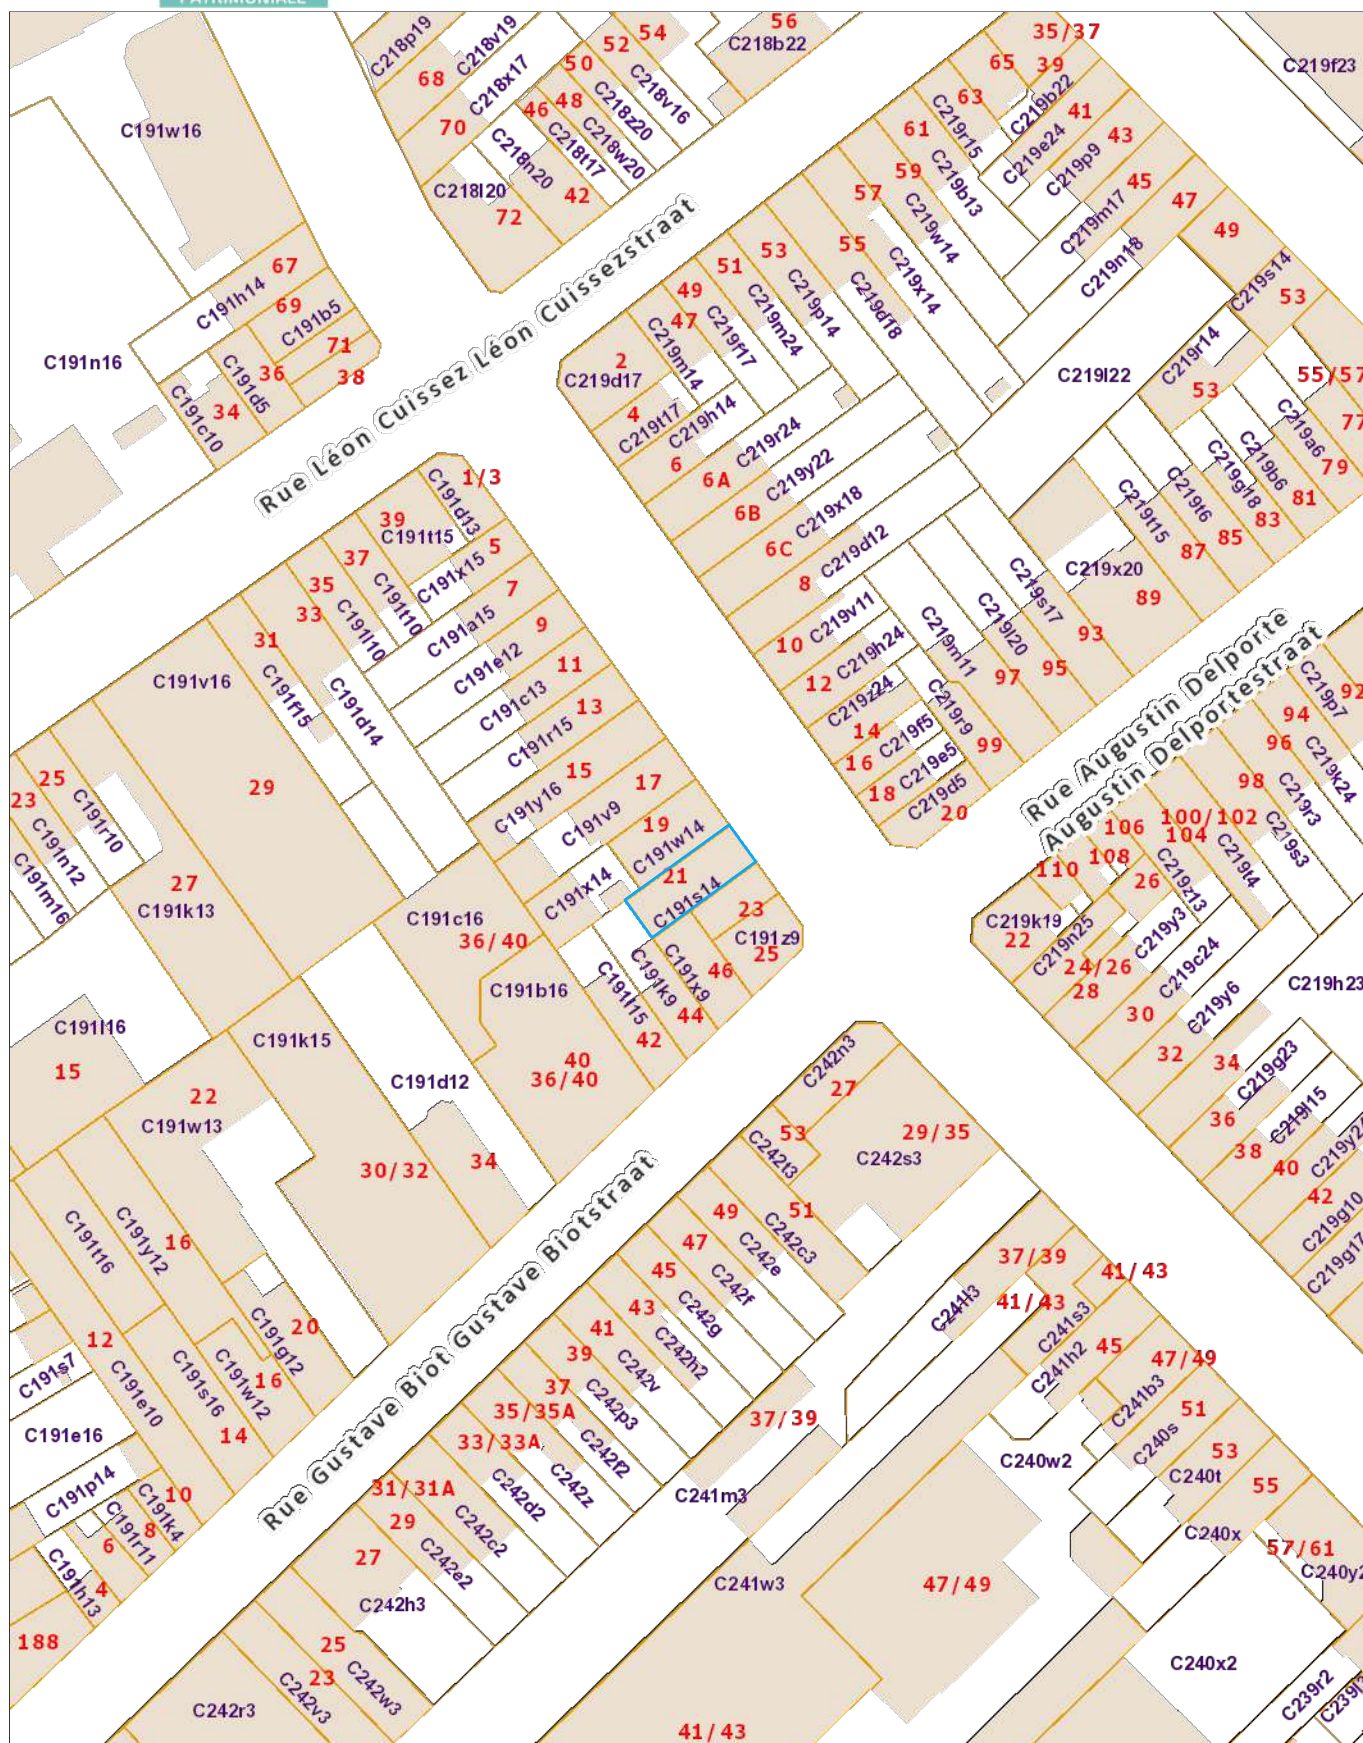 PATRIMONIALE
C218p19
C218v19
68
C218x17
70
50
52
54
56
C218b22
46
48
C218z20
C218v16
C218w20
C218t17
C218n20
C218l20
42
72
35/37
65
39
C219f23
63
C219b22
41
61
C219r15
C219e24
43
59
C219b13
C219p9
45
57
C219w14
C219m17
47
55
C219x14
C219n18
49
53
C219d18
C219s14
53
51
C219p14
49
C219m24
47
C219f17
C219m14
2
C219d17
4
C219t17
C219h14
6
6A
C219r24
6B
C219y22
6C
C219x18
8
C219d12
C219l22
C219r14
53
55/57
C219a6
77
79
C219b6
81
C219g18
83
C219t6
85
C219t15
87
C219x20
89
C191w16
67
C191h14
69
C191b5
71
C191n16
36
38
C191d5
34
C191c10
Rue Léon Cuissez Léon Cuissezstraat
1/3
C191d13
39
C191t15
5
37
C191x15
7
35
C191t10
33
C191l10
C191a15
9
31
C191e12
11
C191v16
C191f15
C191d14
C191c13
13
C191r15
15
17
C191y16
C191v9
19
C191w14
21
C191s14
C191x14
23
C191z9
25
29
25
23
C191r10
C191n12
C191m16
27
C191k13
C191c16
36/40
C191b16
C191l15
C191k9
C191x9
46
44
42
40
36/40
10
C219v11
12
C219h24
C219z24
14
C219f5
16
C219e5
18
C219d5
20
C219r9
99
C219m11
97
C219l20
95
C219s17
93
Rue Augustin Delporte
Augustin Delportestraat
C219p7
92
94
96
C219k24
98
C219r3
100/102
C219s3
104
C219t4
106
108
C219z13
110
26
C219k19
22
C219n25
24/26
C219y3
28
C219c24
30
C219y6
C219h23
32
34
C219g23
36
C219l15
38
40
42
C219g10
C219g17
C191l16
15
C191k15
22
C191w13
C191d12
30/32
34
C191t16
C191y12
16
C191g12
20
12
C191s7
C191e10
C191s16
C191w12
16
14
C191e16
C191p14
10
C191k4
8
C191r11
6
C191h13
4
188
Rue Gustave Biot Gustave Biotstraat
C242n3
27
53
C242t3
29/35
C242s3
51
49
C242c3
47
C242e
45
C242f
43
C242g
41
C242h2
39
C242v
37
C242p3
35/35A
C242f2
33/33A
C242z
31/31A
C242d2
29
C242c2
27
C242e2
C242h3
25
C242w3
23
C242v3
C242r3
37/39
41/43
C241l3
41/43
C241s3
45
C241h2
47/49
C241b3
51
C240s
53
C240t
55
C240x
57/61
C240w2
37/39
C241m3
C241w3
47/49
41/43
C240x2
C239r2